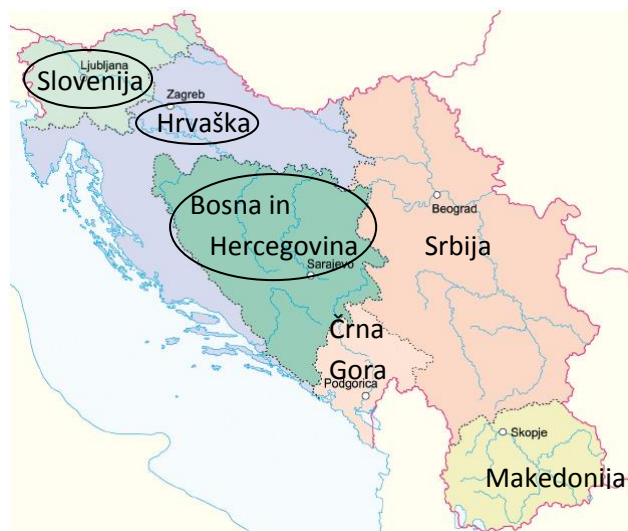 Ljubljana
Slovenija
Zagreb
Hrvaška
Bosna in
Hercegovina
Sarajevo
Beograd
Srbija
Črna
Gora
Podgorica
Skopje
Makedonija